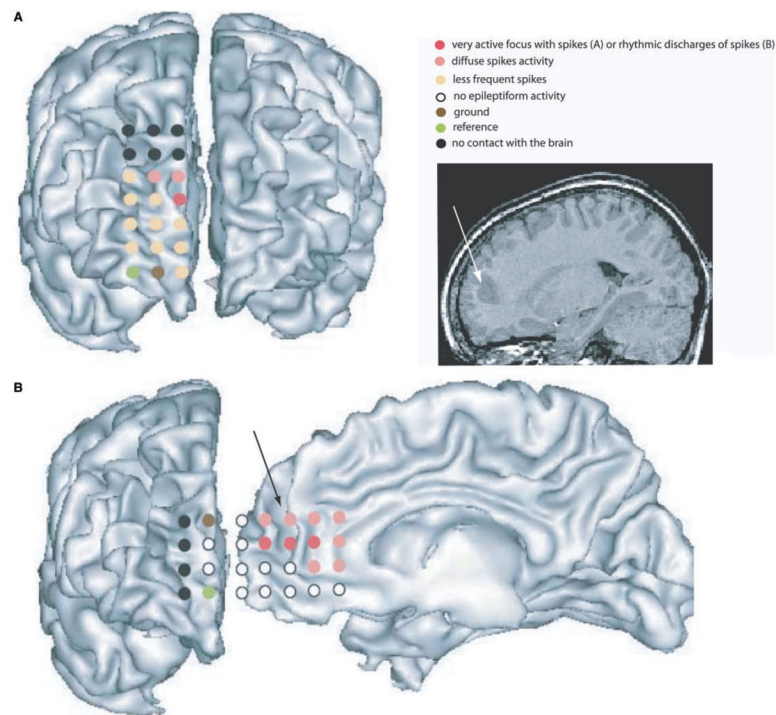 A
very active focus with spikes (A) or rhythmic discharges of spikes (B)
diffuse spikes activity
less frequent spikes
no epileptiform activity
ground
reference
no contact with the brain
B